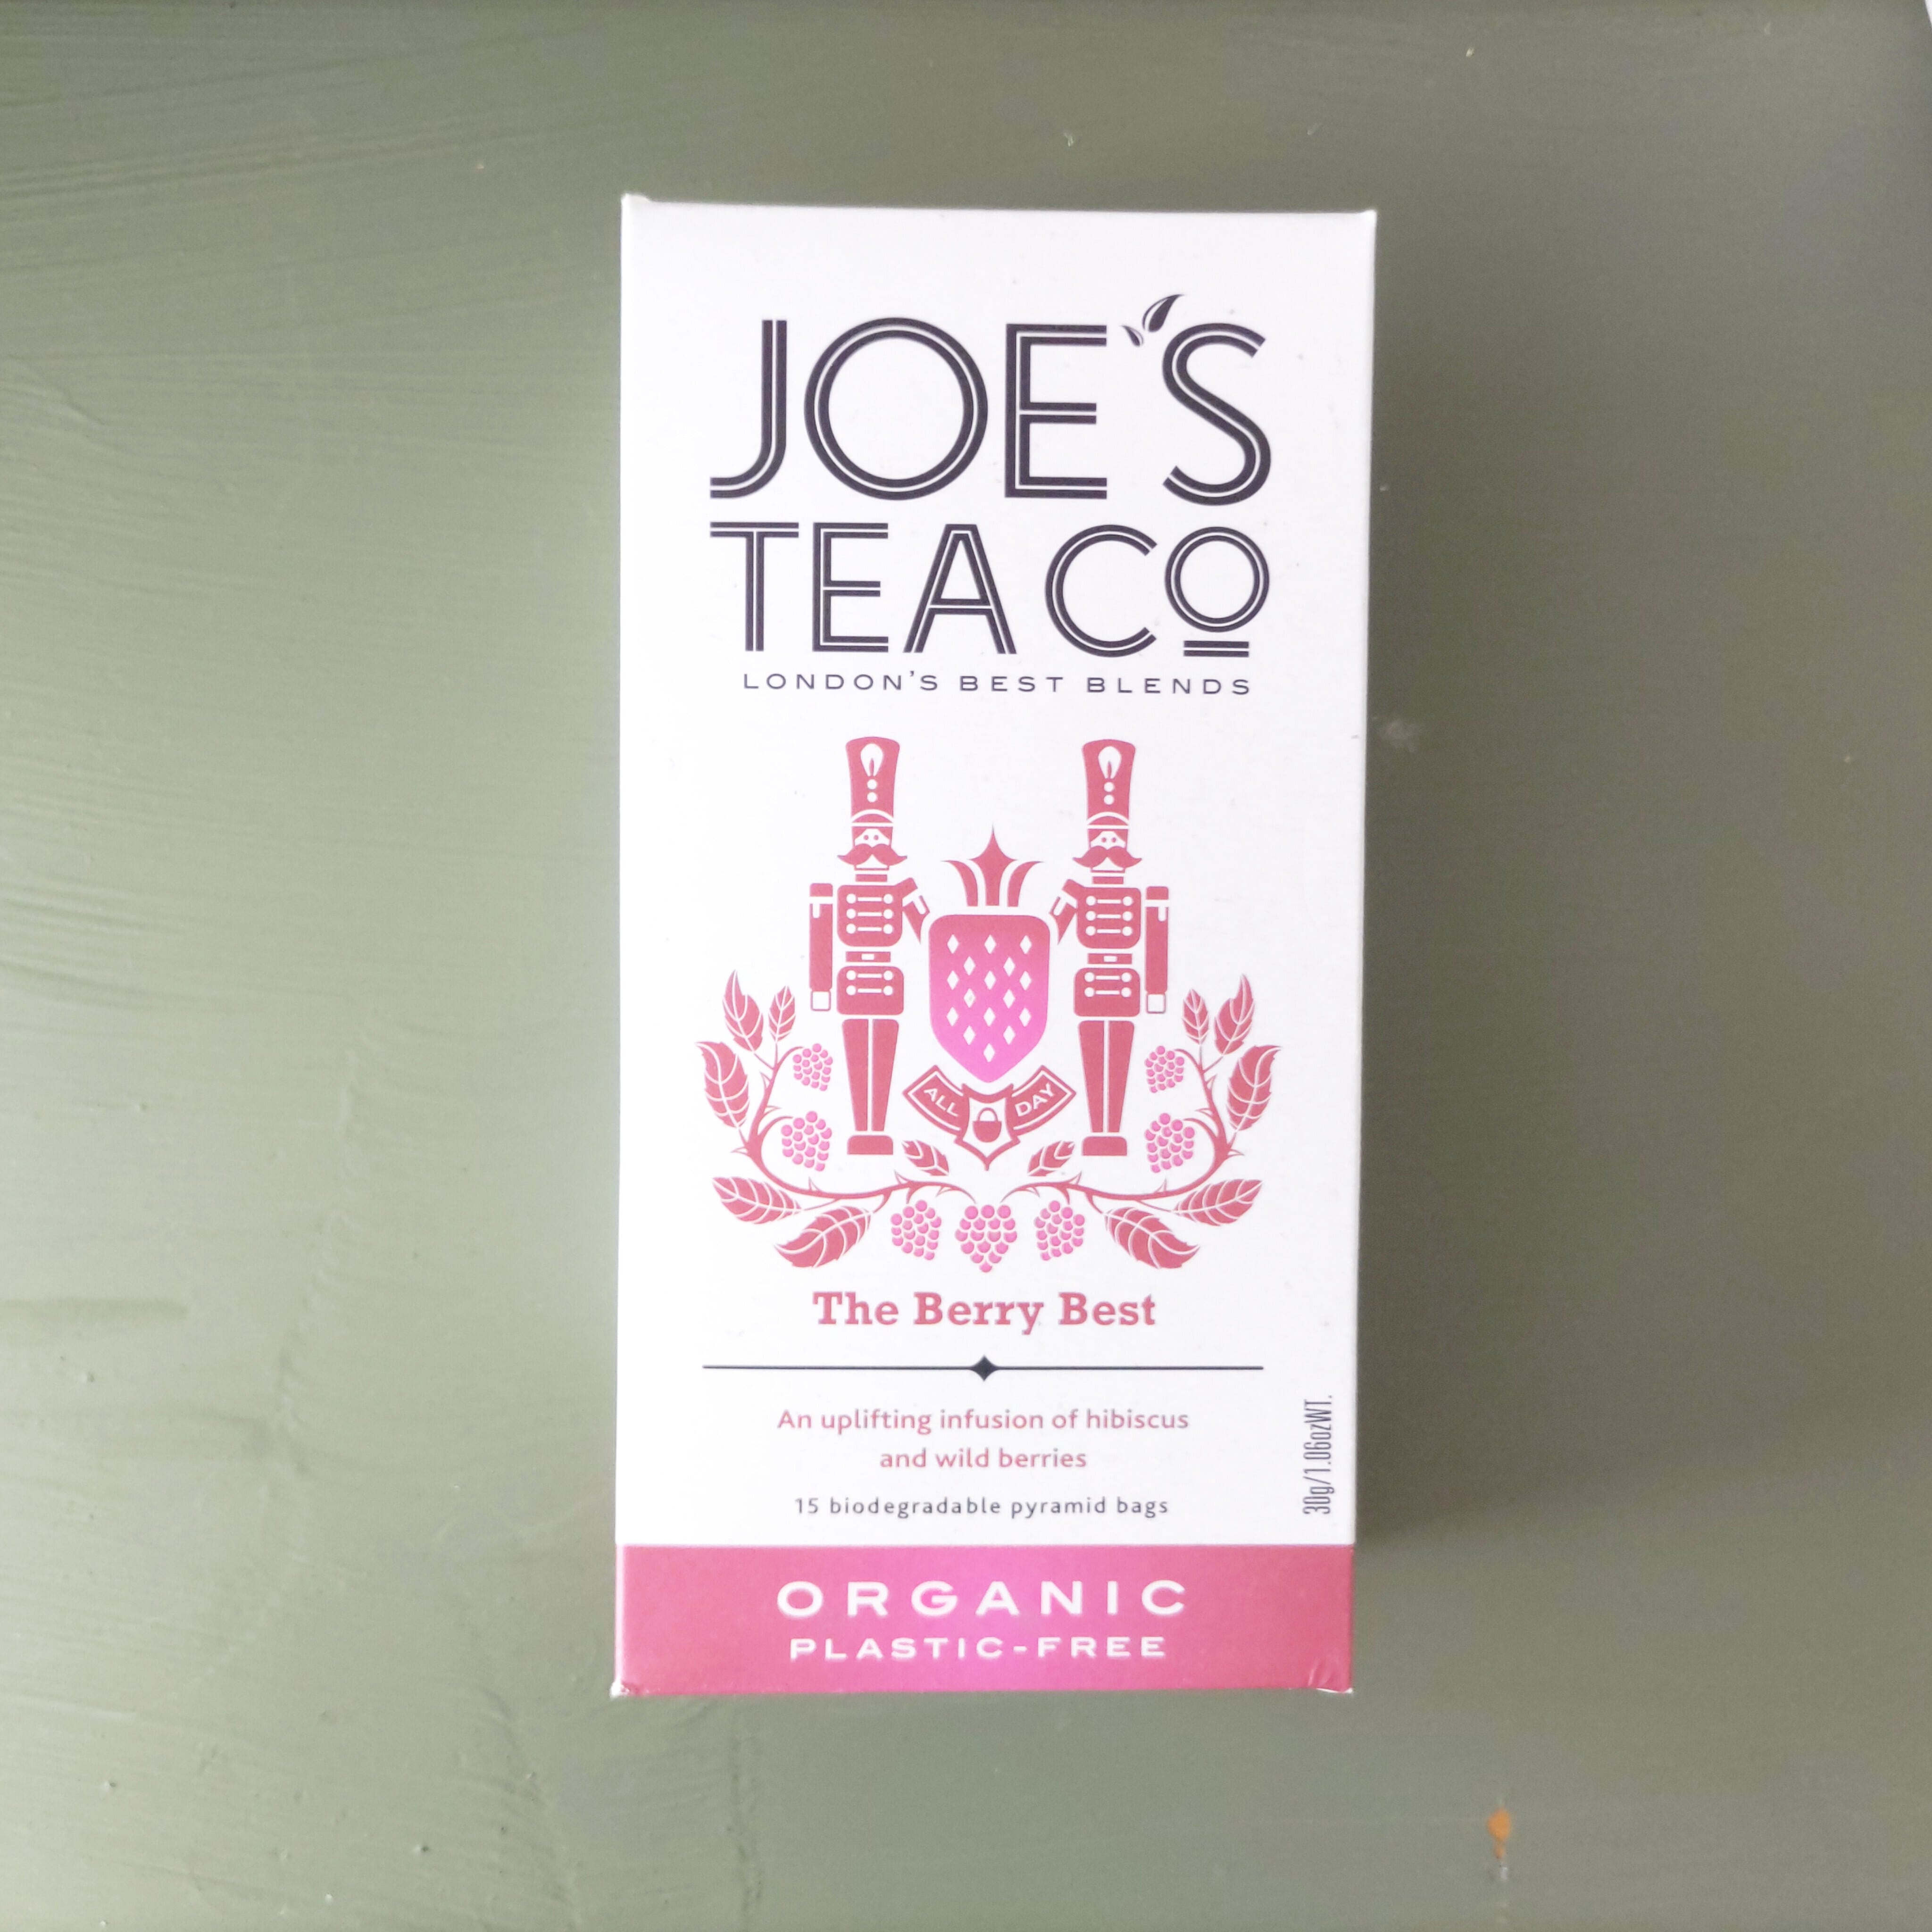 JOE'S
TEA CO
LONDON'S BEST BLENDS
ALL DAY
The Berry Best
An uplifting infusion of hibiscus
and wild berries
15 biodegradable pyramid bags
30g/1.06ozWT.
ORGANIC
PLASTIC-FREE